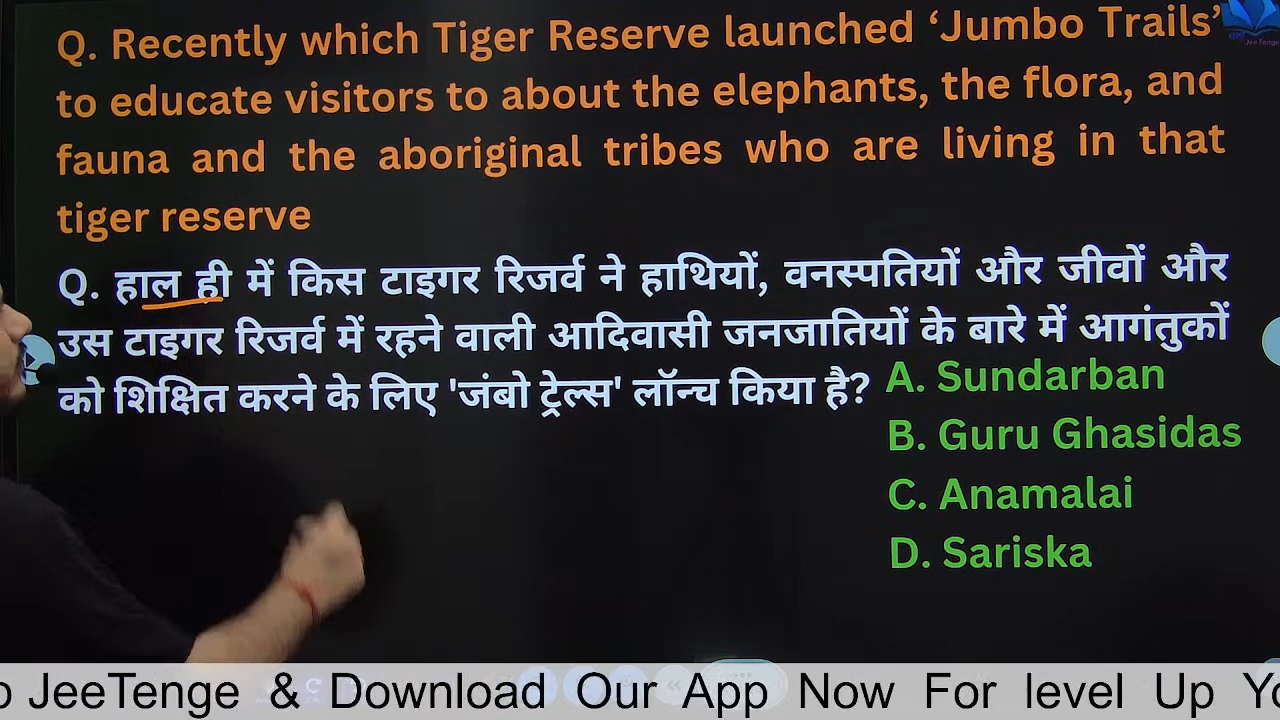 Q. Recently which Tiger Reserve launched ‘Jumbo Trails’
to educate visitors to about the elephants, the flora, and
fauna and the aboriginal tribes who are living in that
tiger reserve
Q. हाल ही में किस टाइगर रिजर्व ने हाथियों, वनस्पतियों और जीवों और
उस टाइगर रिजर्व में रहने वाली आदिवासी जनजातियों के बारे में आगंतुकों
को शिक्षित करने के लिए 'जंबो ट्रेल्स' लॉन्च किया है?
A. Sundarban
B. Guru Ghasidas
C. Anamalai
D. Sariska
JeeTenge & Download Our App Now For level Up